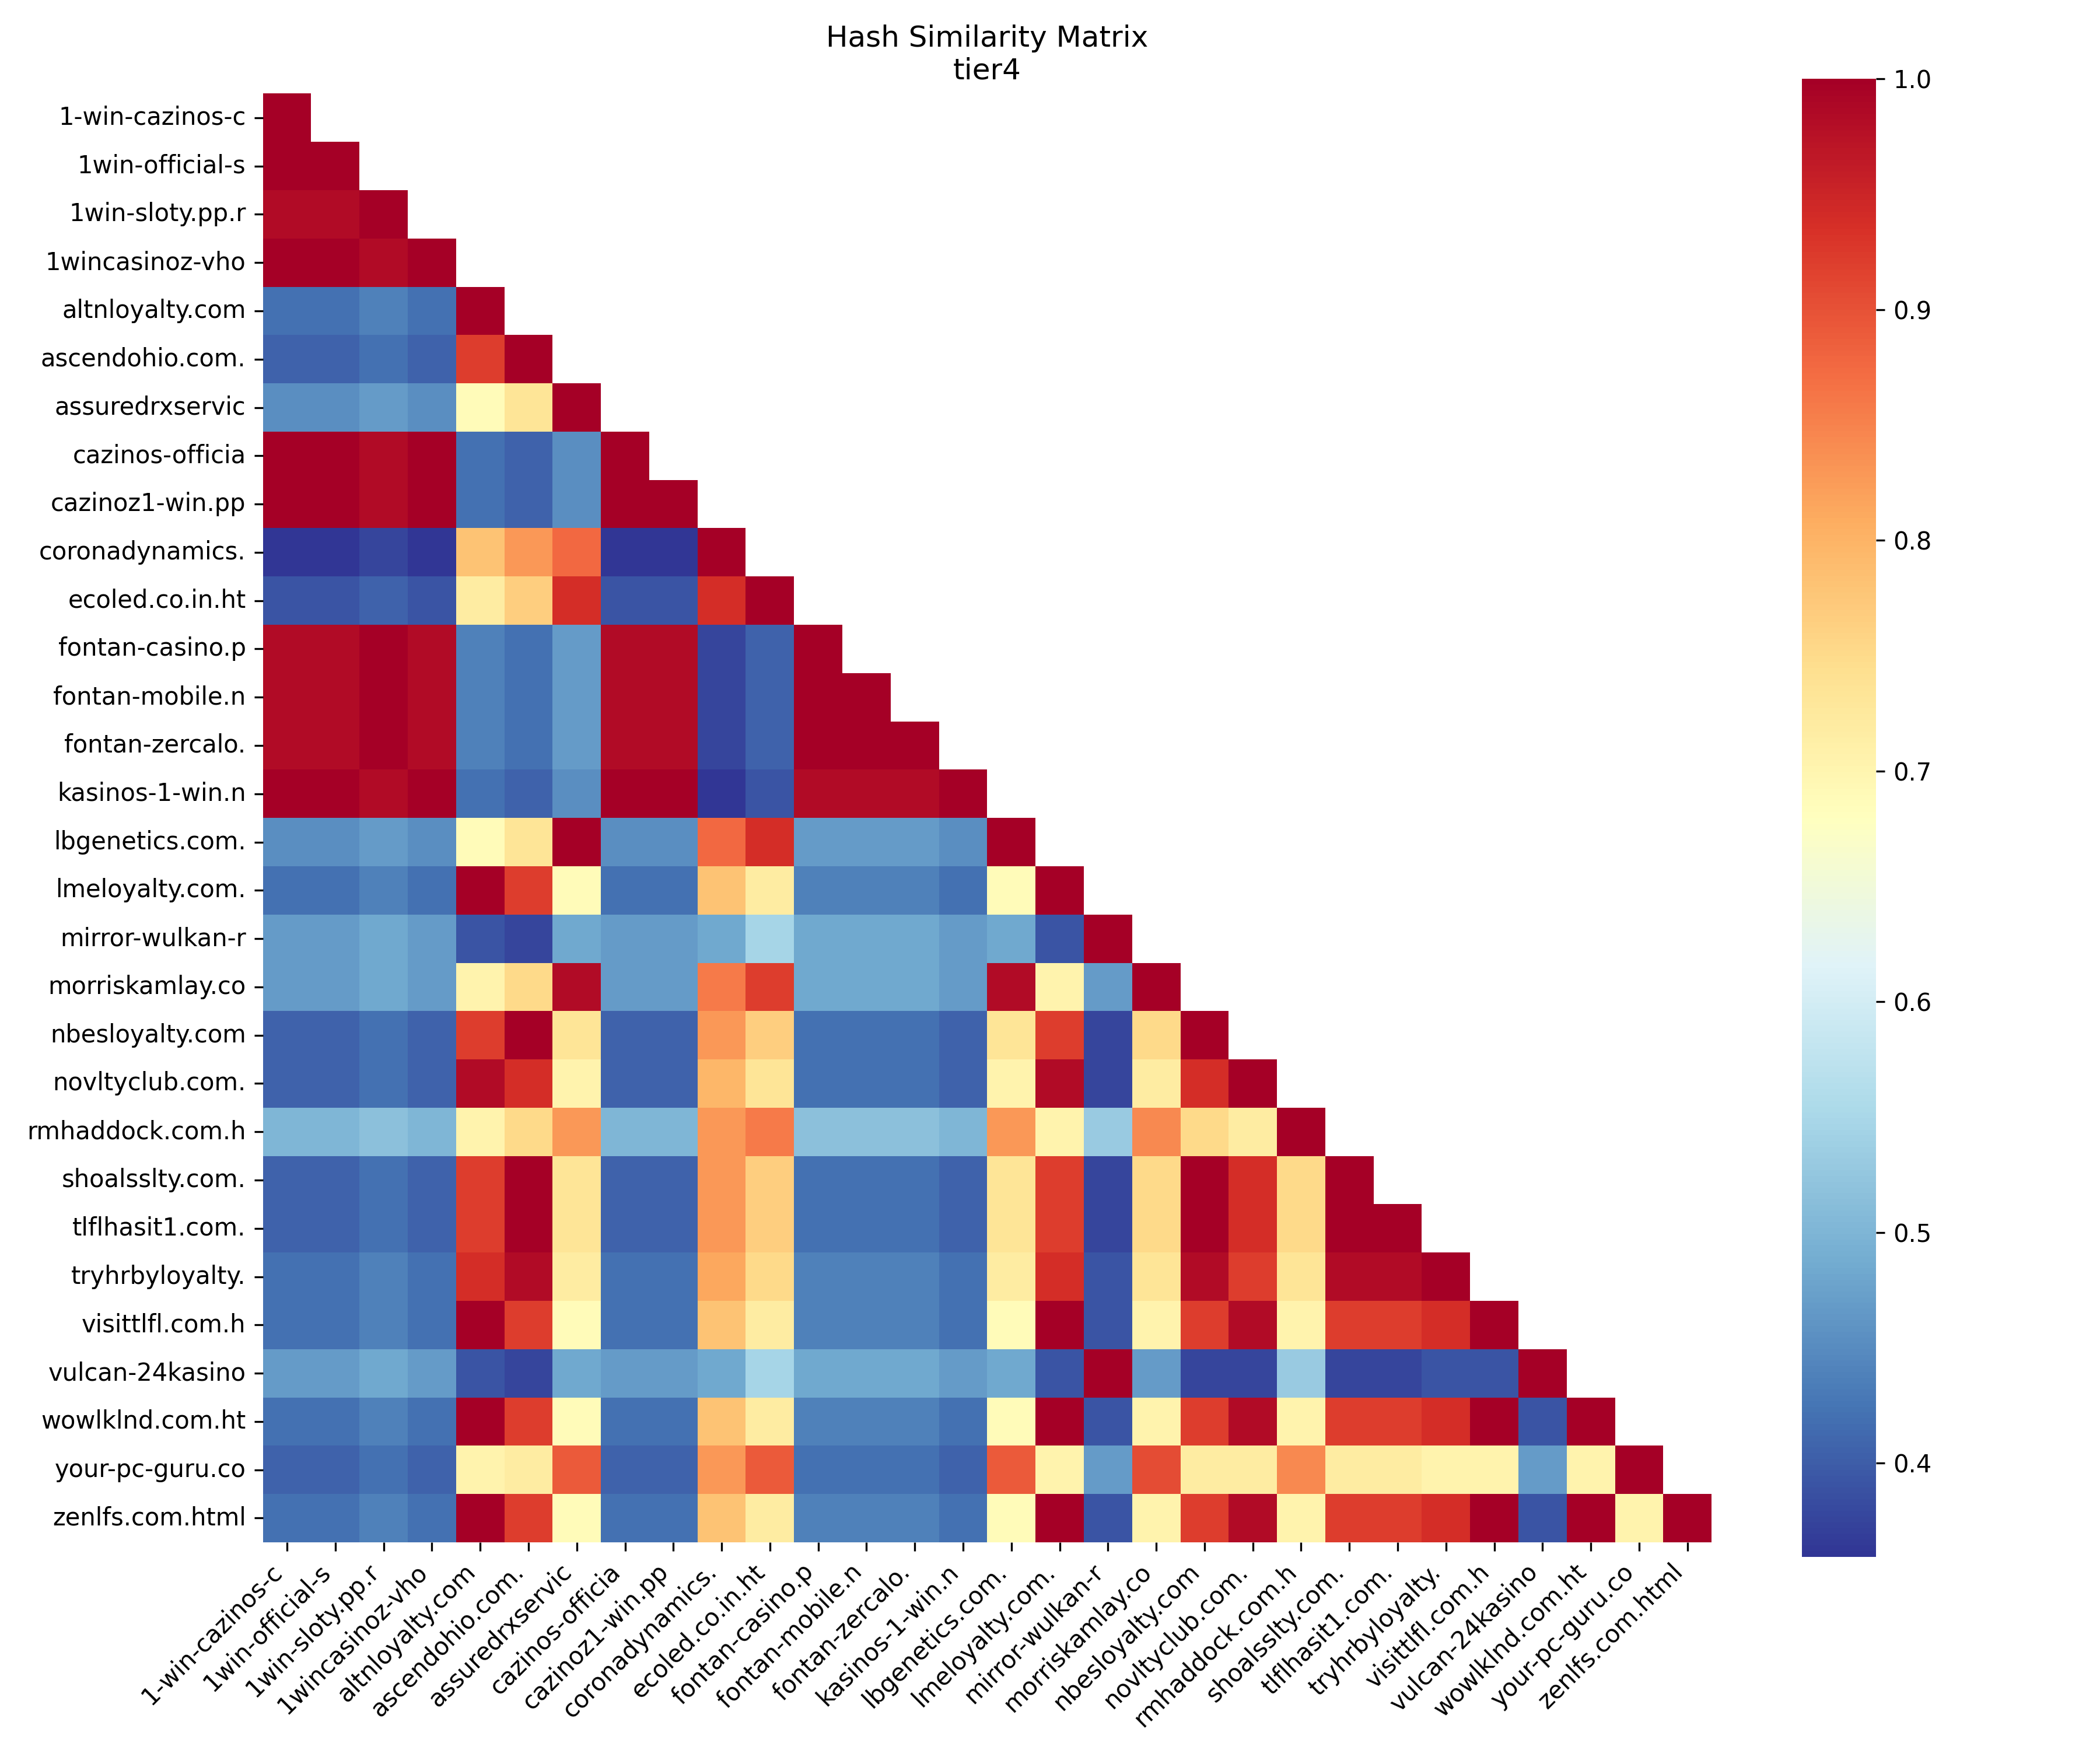 Hash Similarity Matrix
tier4
1-win-cazinos-c
1win-official-s
1win-sloty.pp.r
1wincasinoz-vho
altnloyalty.com
ascendohio.com.
assuredrxservic
cazinos-officia
cazinoz1-win.pp
coronadynamics.
ecoled.co.in.ht
fontan-casino.p
fontan-mobile.n
fontan-zercalo.
kasinos-1-win.n
lbgenetics.com.
lmeloyalty.com.
mirror-wulkan-r
morriskamlay.co
nbesloyalty.com
novltyclub.com.
rmhaddock.com.h
shoalsslty.com.
tlflhasit1.com.
tryhrbyloyalty.
visittlfl.com.h
vulcan-24kasino
wowlklnd.com.ht
your-pc-guru.co
zenlfs.com.html
1-win-cazinos-c
1win-official-s
1win-sloty.pp.r
1wincasinoz-vho
altnloyalty.com
ascendohio.com.
assuredrxservic
cazinos-officia
cazinoz1-win.pp
coronadynamics.
ecoled.co.in.ht
fontan-casino.p
fontan-mobile.n
fontan-zercalo.
kasinos-1-win.n
lbgenetics.com.
lmeloyalty.com.
mirror-wulkan-r
morriskamlay.co
nbesloyalty.com
novltyclub.com.
rmhaddock.com.h
shoalsslty.com.
tlflhasit1.com.
tryhrbyloyalty.
visittlfl.com.h
vulcan-24kasino
wowlklnd.com.ht
your-pc-guru.co
zenlfs.com.html
1.0
0.9
0.8
0.7
0.6
0.5
0.4